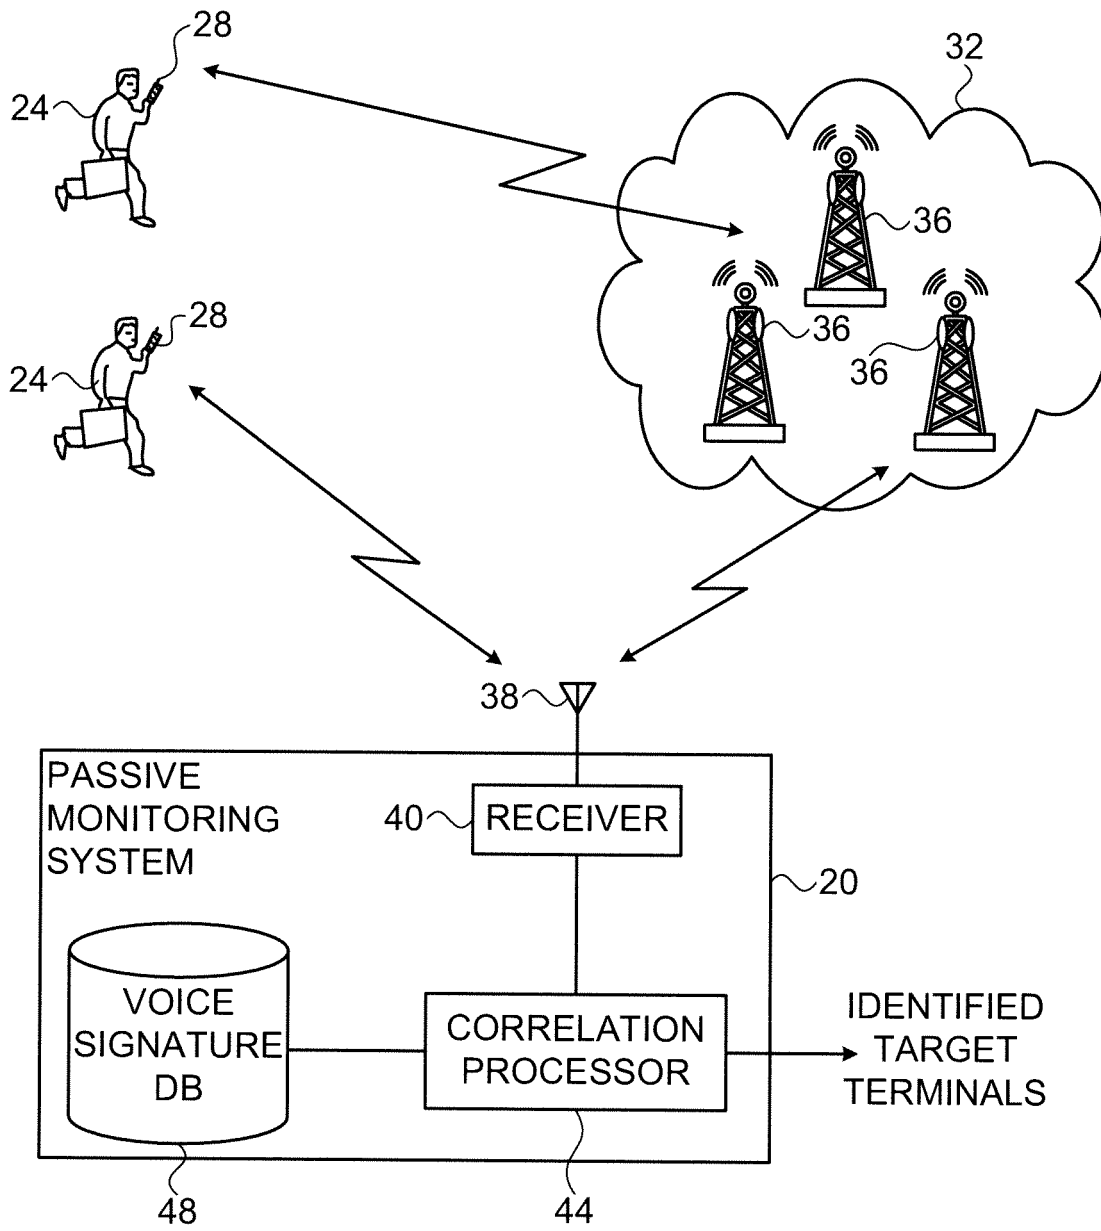 28
32
24
36
28
36
36
24
38
PASSIVE
MONITORING
SYSTEM
40
RECEIVER
20
VOICE
SIGNATURE
DB
CORRELATION
PROCESSOR
IDENTIFIED
TARGET
TERMINALS
48
44